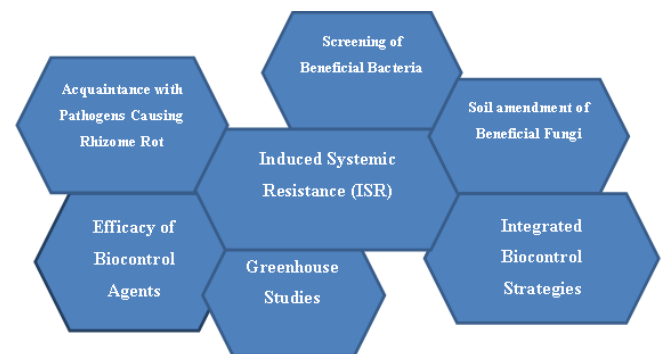 Screening of
Beneficial Bacteria
Acquaintance with
Pathogens Causing
Rhizome Rot
Soil amendment of
Beneficial Fungi
Induced Systemic
Resistance (ISR)
Efficacy of
Biocontrol
Agents
Greenhouse
Studies
Integrated
Biocontrol
Strategies